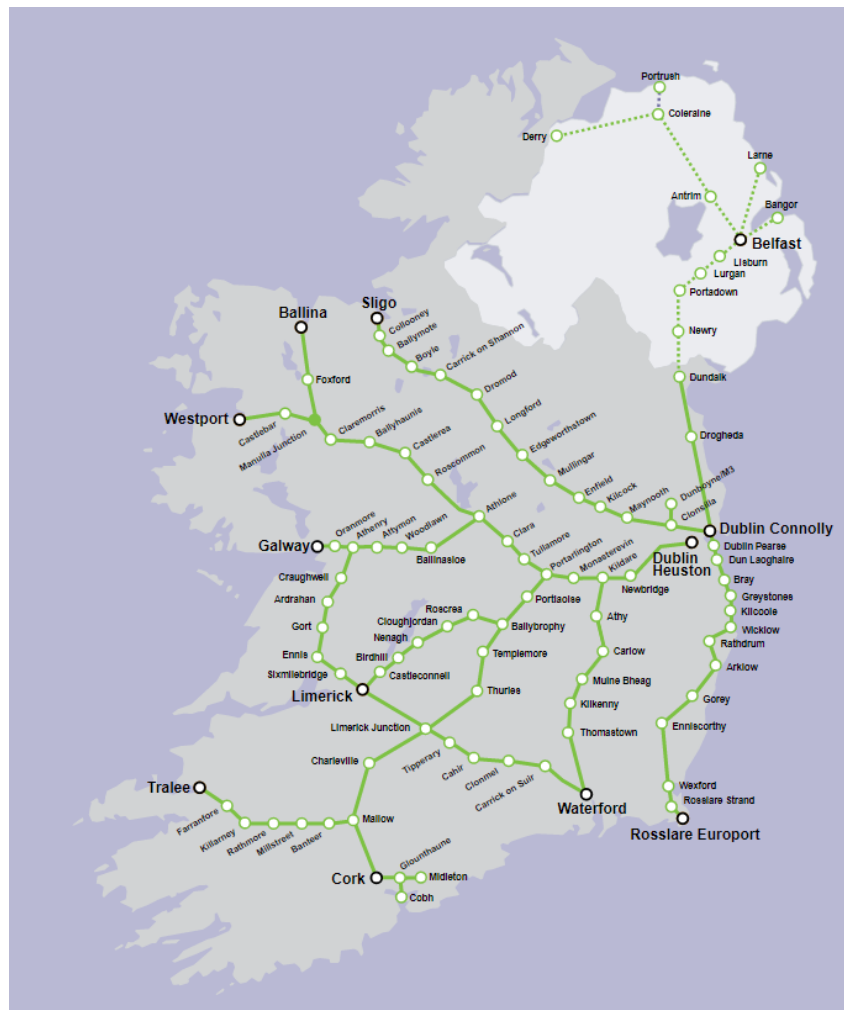 Portrush
Coleraine
Derry
Larne
Antrim
Bangor
Belfast
Lisburn
Lurgan
Portadown
Newry
Dundalk
Drogheda
Sligo
Ballina
Collooney
Ballymote
Boyle
Carrick on Shannon
Dromod
Longford
Edgeworthstown
Mullingar
Enfield
Kilcock
Maynooth
Clonsilla
Dunboyne/M3
Foxford
Westport
Castlebar
Manulla Junction
Claremorris
Ballyhaunis
Castlerea
Roscommon
Athlone
Dublin Connolly
Dublin Pearse
Dun Laoghaire
Bray
Greystones
Kilcoole
Wicklow
Rathdrum
Arklow
Gorey
Enniscorthy
Wexford
Rosslare Strand
Rosslare Europort
Dublin
Heuston
Galway
Oranmore
Athenry
Attymon
Woodlawn
Ballinasloe
Clara
Tullamore
Portarlington
Monasterevin
Kildare
Newbridge
Craughwell
Ardrahan
Gort
Ennis
Sixmilebridge
Limerick
Roscrea
Cloughjordan
Nenagh
Birdhill
Castleconnell
Portlaoise
Ballybrophy
Templemore
Thurles
Athy
Carlow
Muine Bheag
Kilkenny
Thomastown
Limerick Junction
Tipperary
Cahir
Clonmel
Carrick on Suir
Waterford
Charleville
Tralee
Farranfore
Killarney
Rathmore
Millstreet
Banteer
Mallow
Cork
Glounthaune
Midleton
Cobh